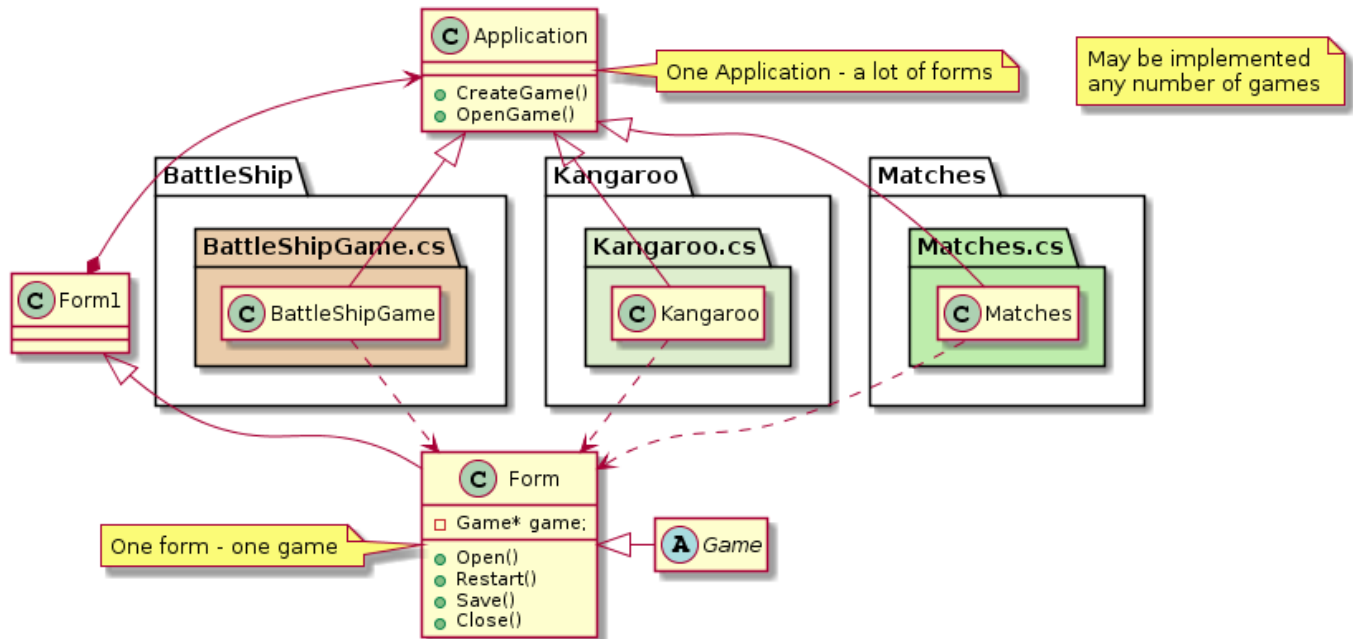 C Application
CreateGame()
OpenGame()
One Application - a lot of forms
May be implemented
any number of games
BattleShip
BattleShipGame.cs
C BattleShipGame
Kangaroo
Kangaroo.cs
C Kangaroo
Matches
Matches.cs
C Matches
C Form1
C Form
Game* game;
Open()
Restart()
Save()
Close()
One form - one game
A Game